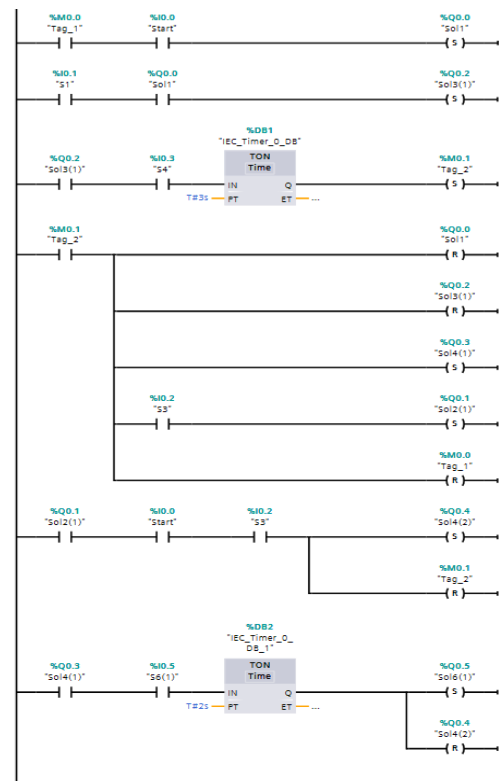 %M0.0 %I0.0 %Q0.0
"Tag_1" "Start" "Sol1"
S
%I0.1 %Q0.0 %Q0.2
"S1" "Sol1" "Sol3(1)"
S
%DB1
"IEC_Timer_0_DB"
%Q0.2 %I0.3 TON %M0.1
"Sol3(1)" "S4" Time "Tag_2"
IN Q S
T#3s PT ET ...
%M0.1 %Q0.0
"Tag_2" "Sol1"
R
%Q0.2
"Sol3(1)"
R
%Q0.3
"Sol4(1)"
S
%I0.2 %Q0.1
"S3" "Sol2(1)"
S
%M0.0
"Tag_1"
R
%Q0.1 %I0.0 %I0.2 %Q0.4
"Sol2(1)" "Start" "S3" "Sol4(2)"
S
%M0.1
"Tag_2"
R
%DB2
"IEC_Timer_0_
DB_1"
%Q0.3 %I0.5 TON %Q0.5
"Sol4(1)" "S6(1)" Time "Sol6(1)"
IN Q S
T#2s PT ET ...
%Q0.4
"Sol4(2)"
R